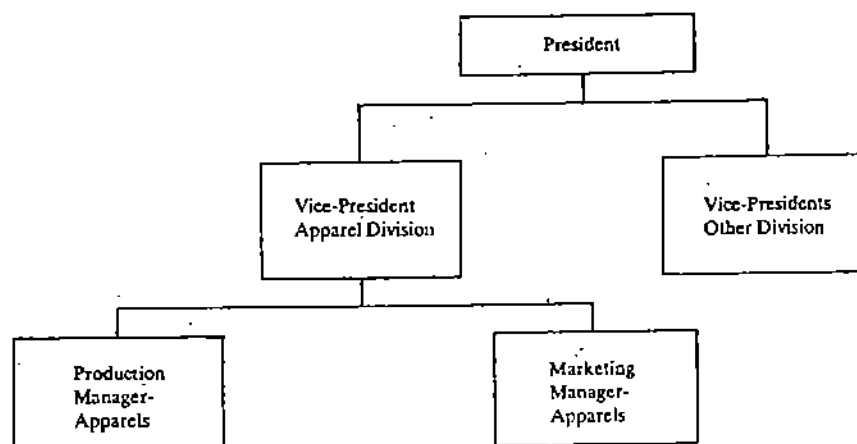 President
Vice-President
Apparel Division
Vice-Presidents
Other Division
Production
Manager-
Apparels
Marketing
Manager-
Apparels